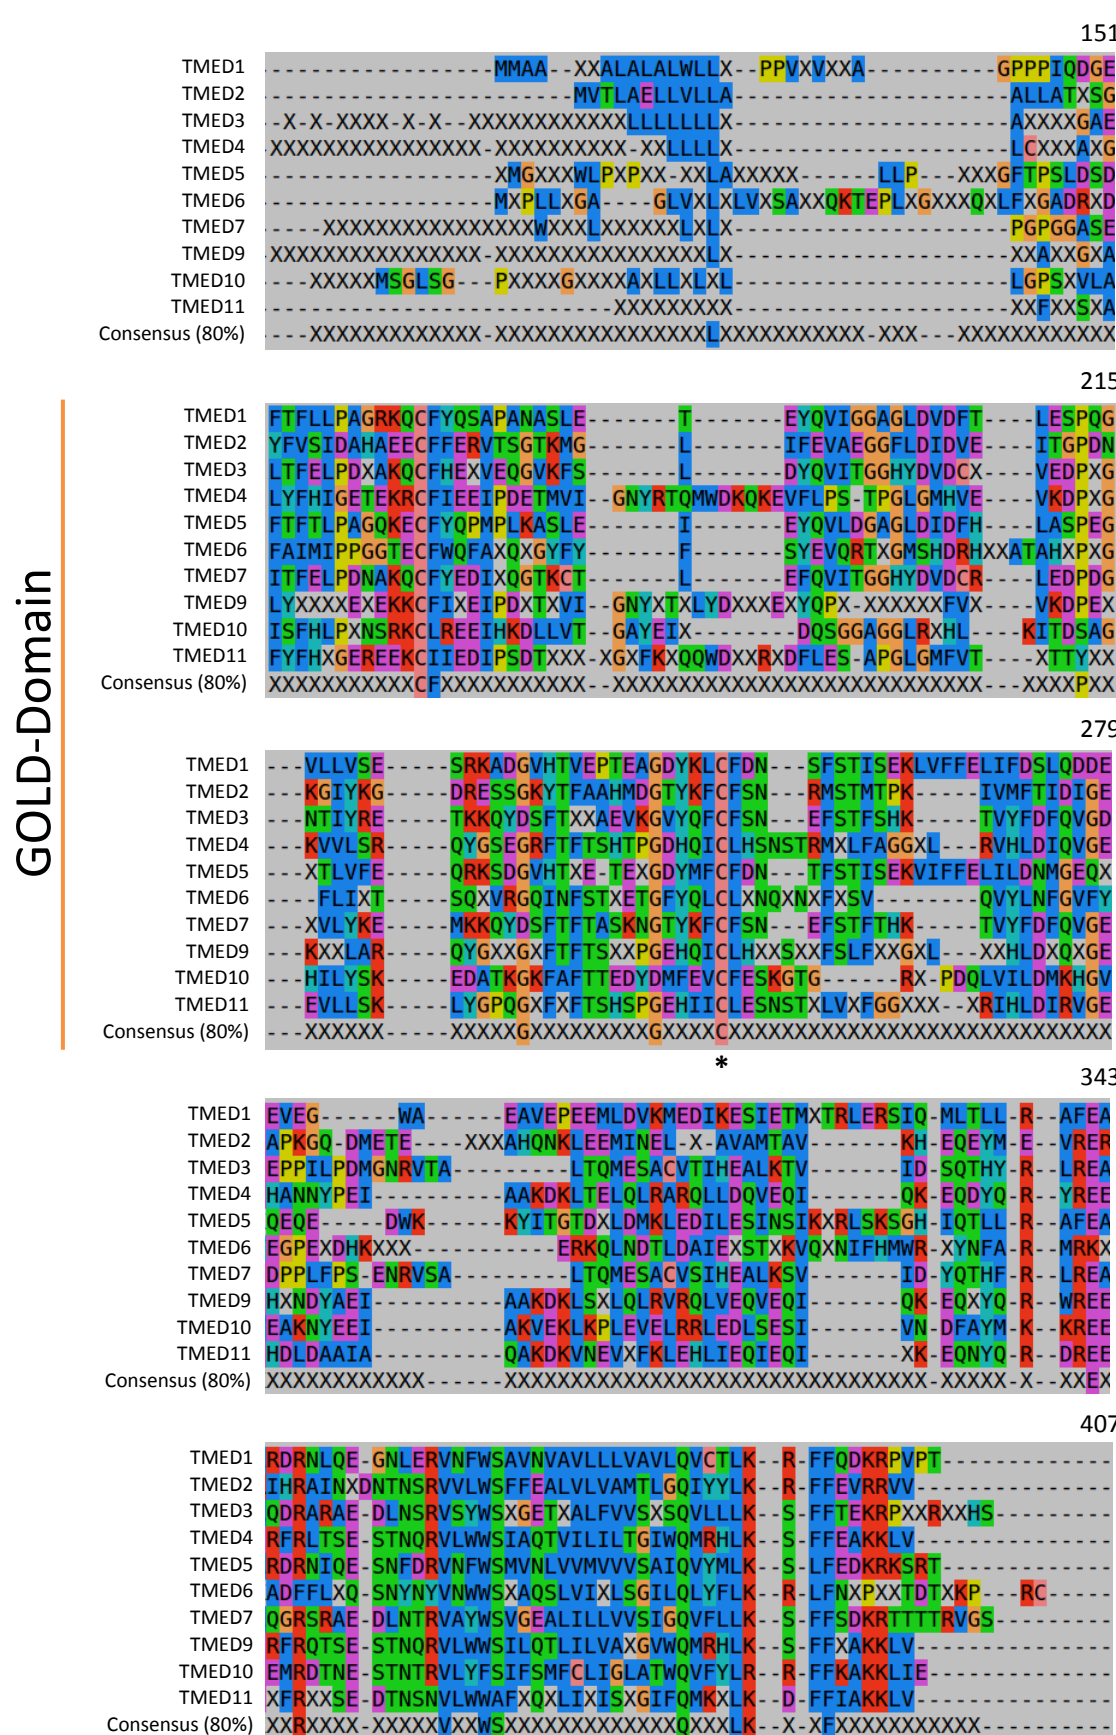 151
TMED1 ------------------MMAA--XXALALALWLLX--PPVXVXXA----------GPPPIQDGE
TMED2 ------------------------MVTLAELLVLLA---------------------ALLATXSG
TMED3 --X-X-XXXX-X-X--XXXXXXXXXXXXLLLLLLLX---------------------AXXXXGAE
TMED4 -XXXXXXXXXXXXXXXX-XXXXXXXXXX-XXLLLLX---------------------LCXXXAXG
TMED5 ------------------XMGXXXWLPXPXX-XXLAXXXXX------LLP---XXXGFTPSLDSD
TMED6 ------------------MXPLLXGA----GLVXLXLVXSAXXQKTEPLXGXXXQXLFXGADRXD
TMED7 -----XXXXXXXXXXXXXXXXWXXXLXXXXXXLXLX---------------------PGPGGASE
TMED9 -XXXXXXXXXXXXXXXX-XXXXXXXXXXXXXXXXLX---------------------XXAXXGXA
TMED10 ----XXXXXMSGLSG---PXXXXGXXXXAXLLXLXL---------------------LGPSXVLA
TMED11 ---------------------------XXXXXXXXX---------------------XXFXXSXA
Consensus (80%) ----XXXXXXXXXXXXX-XXXXXXXXXXXXXXXXLXXXXXXXXXXX-XXX---XXXXXXXXXXXX
215
GOLD-Domain
TMED1 FTFLLPAGRKQCFYQSAPANASLE-------T-------EYQVIGGAGLDVDFT----LESPQG
TMED2 YFVSIDAHAEECFFERVTSGTKMG-------L-------IFEVAEGGFLDIDVE----ITGPDN
TMED3 LTFELPDXAKQCFHEXVEQGVKFS-------L-------DYQVITGGHYDVDCX----VEDPXG
TMED4 LYFHIGETEKRCFIEEIPDETMVI--GNYRTQMWDKQKEVFLPS-TPGLGMHVE----VKDPXG
TMED5 FTFTLPAGQKECFYQPMPLKASLE-------I-------EYQVLDGAGLDIDFH----LASPEG
TMED6 FAIMIPPGGTECFWQFAXQXGYFY-------F-------SYEVQRTXGMSHDRHXXATAHXPXG
TMED7 ITFELPDNAKQCFYEDIXQGTKCT-------L-------EFQVITGGHYDVDCR----LEDPDG
TMED9 LYXXXXEXEKKCFIXEIPDXTXVI--GNYXTXLYDXXXEXYQPX-XXXXXXFVX----VKDPEX
TMED10 ISFHLPXNSRKCLREEIHKDLLVT--GAYEIX--------DQSGGAGGLRXHL----KITDSAG
TMED11 FYFHXGEREEKCIIEDIPSDTXXX-XGXFKXQQWDXXRXDFLES-APGLGMFVT----XTTYXX
Consensus (80%) XXXXXXXXXXXCFXXXXXXXXXXX--XXXXXXXXXXXXXXXXXXXXXXXXXXXX---XXXXPXX
279
TMED1 ---VLLVSE-----SRKADGVHTVEPTEAGDYKLCFDN---SFSTISEKLVFFELIFDSLQDDE
TMED2 ---KGIYKG-----DRESSGKYTFAAHMDGTYKFCFSN---RMSTMTPK-----IVMFTIDIGE
TMED3 ---NTIYRE-----TKKQYDSFTXXAEVKGVYQFCFSN---EFSTFSHK-----TVYFDFQVGD
TMED4 ---KVVLSR-----QYGSEGRFTFTSHTPGDHQICLHSNSTRMXLFAGGXL---RVHLDIQVGE
TMED5 ---XTLVFE-----QRKSDGVHTXE-TEXGDYMFCFDN---TFSTISEKVIFFELILDNMGEQX
TMED6 ----FLIXT-----SQXVRGQINFSTXETGFYQLCLXNQXNXFXSV--------QVYLNFGVFY
TMED7 ---XVLYKE-----MKKQYDSFTFTASKNGTYKFCFSN---EFSTFTHK-----TVYFDFQVGE
TMED9 ---KXXLAR-----QYGXXGXFTFTSXXPGEHQICLHXXSXXFSLFXXGXL---XXHLDXQXGE
TMED10 ---HILYSK-----EDATKGKFAFTTEDYDMFEVCFESKGTG------RX-PDQLVILDMKHGV
TMED11 ---EVLLSK-----LYGPQGXFXFTSHSPGEHIICLESNSTXLVXFGGXXX--XRIHLDIRVGE
Consensus (80%) ---XXXXXX-----XXXXXGXXXXXXXXXGXXXXCXXXXXXXXXXXXXXXXXXXXXXXXXXXXX
*
343
TMED1 EVEG------WA------EAVEPEEMLDVKMEDIKESIETMXTRLERSIQ-MLTLL-R--AFEA
TMED2 APKGQ-DMETE----XXXAHQNKLEEMINEL-X-AVAMTAV-------KH-EQEYM-E--VRER
TMED3 EPPILPDMGNRVTA---------LTQMESACVTIHEALKTV-------ID-SQTHY-R--LREA
TMED4 HANNYPEI----------AAKDKLTELQLRARQLLDQVEQI-------QK-EQDYQ-R--YREE
TMED5 QEQE-----DWK------KYITGTDXLDMKLEDILESINSIKXRLSKSGH-IQTLL-R--AFEA
TMED6 EGPEXDHKXXX-----------ERKQLNDTLDAIEXSTXKVQXNIFHMWR-XYNFA-R--MRKX
TMED7 DPPLFPS-ENRVSA---------LTQMESACVSIHEALKSV-------ID-YQTHF-R--LREA
TMED9 HXNDYAEI----------AAKDKLSXLQLRVRQLVEQVEQI-------QK-EQXYQ-R--WREE
TMED10 EAKNYEEI----------AKVEKLKPLEVELRRLEDLSESI-------VN-DFAYM-K--KREE
TMED11 HDLDAAIA----------QAKDKVNEVXFKLEHLIEQIEQI-------XK-EQNYQ-R--DREE
Consensus (80%) XXXXXXXXXXXX------XXXXXXXXXXXXXXXXXXXXXXXXXXXXXXXX-XXXXX-X--XXEX
407
TMED1 RDRNLQE-GNLERVNFWSAVNVAVLLLVAVLQVCTLK--R-FFQDKRPVPT-------------
TMED2 IHRAINXDNTNSRVVLWSFFEALVLVAMTLGQIYYLK--R-FFEVRRVV---------------
TMED3 QDRARAE-DLNSRVSYWSXGETXALFVVSXSQVLLLK--S-FFTEKRPXXRXXHS---------
TMED4 RFRLTSE-STNQRVLWWSIAQTVILILTGIWQMRHLK--S-FFEAKKLV---------------
TMED5 RDRNIQE-SNFDRVNFWSMVNLVVMVVVSAIQVYMLK--S-LFEDKRKSRT-------------
TMED6 ADFFLXQ-SNYNYVNWWSXAQSLVIXLSGILQLYFLK--R-LFNXPXXTDTXKP---RC-----
TMED7 QGRSRAE-DLNTRVAYWSVGEALILLVVSIGQVFLLK--S-FFSDKRTTTTRVGS---------
TMED9 RFRQTSE-STNQRVLWWSILQTLILVAXGVWQMRHLK--S-FFXAKKLV---------------
TMED10 EMRDTNE-STNTRVLYFSIFSMFCLIGLATWQVFYLR--R-FFKAKKLIE--------------
TMED11 XFRXXSE-DTNSNVLWWAFXQXLIXISXGIFQMKXLK--D-FFIAKKLV---------------
Consensus (80%) XXRXXXX-XXXXXVXXWSXXXXXXXXXXXXXQXXXLK--X-XFXXXXXXXXXXX----------